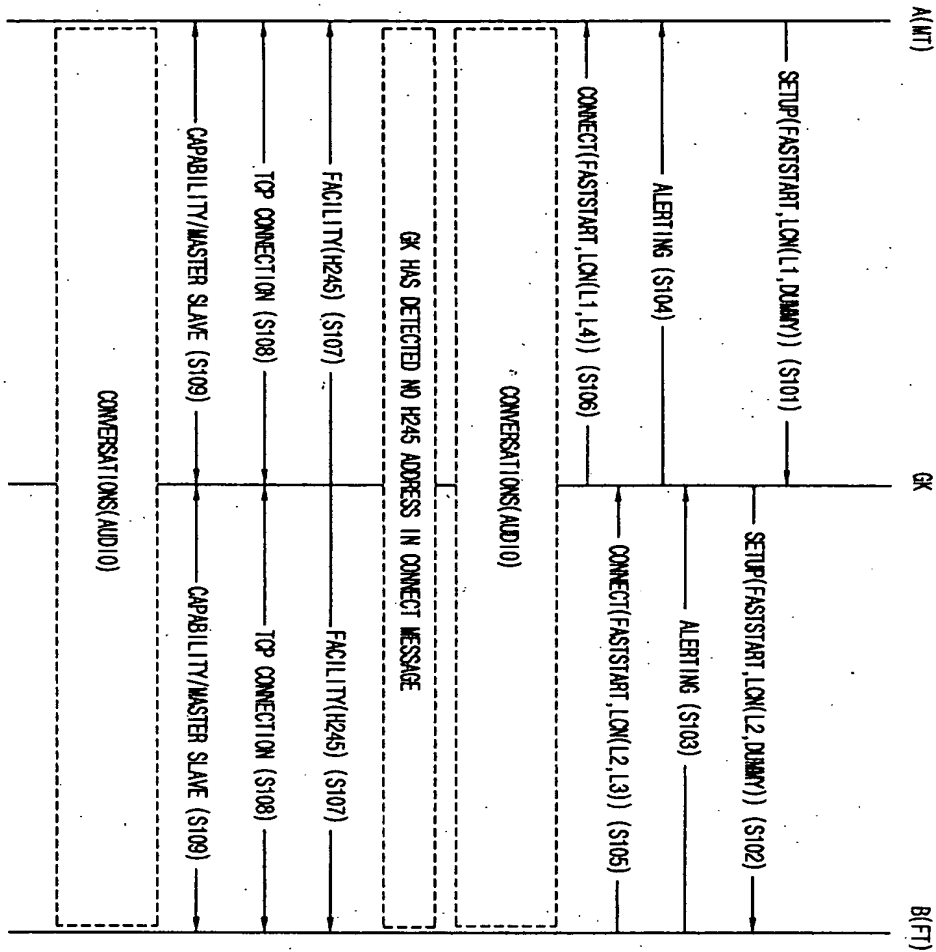 A(MT)
GK
B(FT)
SETUP(FASTSTART,LCN(L1,DUMMY)) (S101)
SETUP(FASTSTART,LCN(L2,DUMMY)) (S102)
ALERTING (S103)
ALERTING (S104)
CONNECT(FASTSTART,LCN(L2,L3)) (S105)
CONNECT(FASTSTART,LCN(L1,L4)) (S106)
CONVERSATIONS(AUDIO)
GK HAS DETECTED NO H245 ADDRESS IN CONNECT MESSAGE
FACILITY(H245) (S107)
FACILITY(H245) (S107)
TCP CONNECTION (S108)
TCP CONNECTION (S108)
CAPABILITY/MASTER SLAVE (S109)
CAPABILITY/MASTER SLAVE (S109)
CONVERSATIONS(AUDIO)